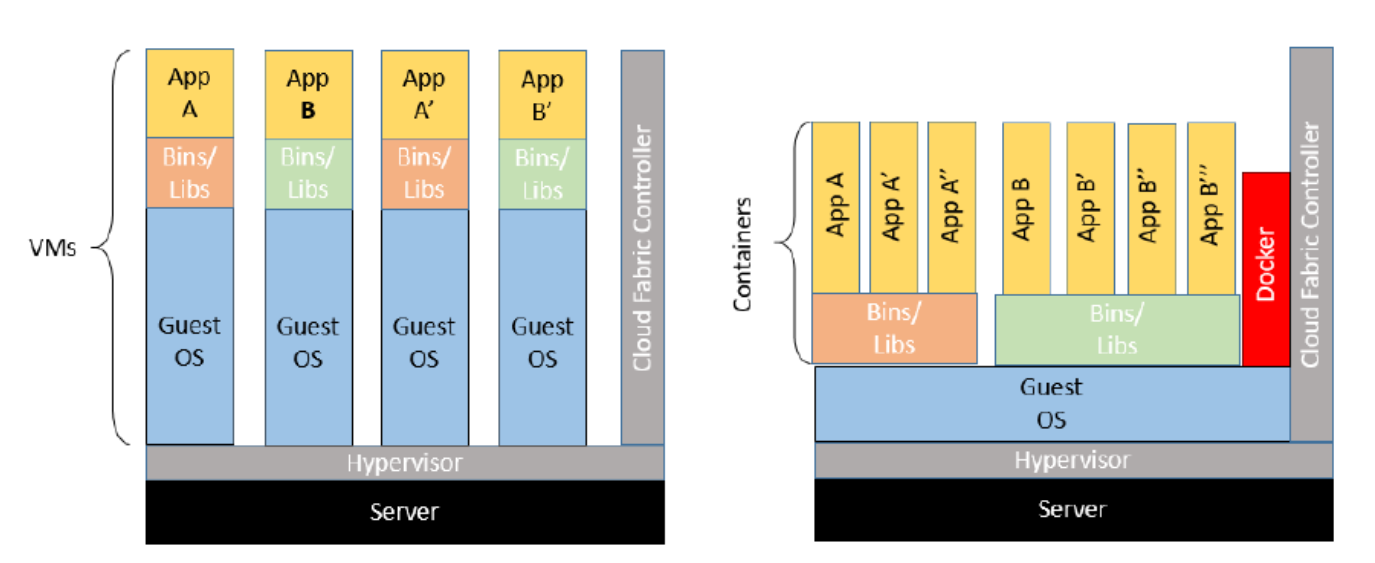 VMs
App
A
Bins/
Libs
Guest
OS
App
B
Bins/
Libs
Guest
OS
App
A’
Bins/
Libs
Guest
OS
App
B’
Bins/
Libs
Guest
OS
Cloud Fabric Controller
Hypervisor
Server
Containers
App A
App A’
App A’’
Bins/
Libs
App B
App B’
App B’’
App B’’’
Bins/
Libs
Docker
Cloud Fabric Controller
Guest
OS
Hypervisor
Server